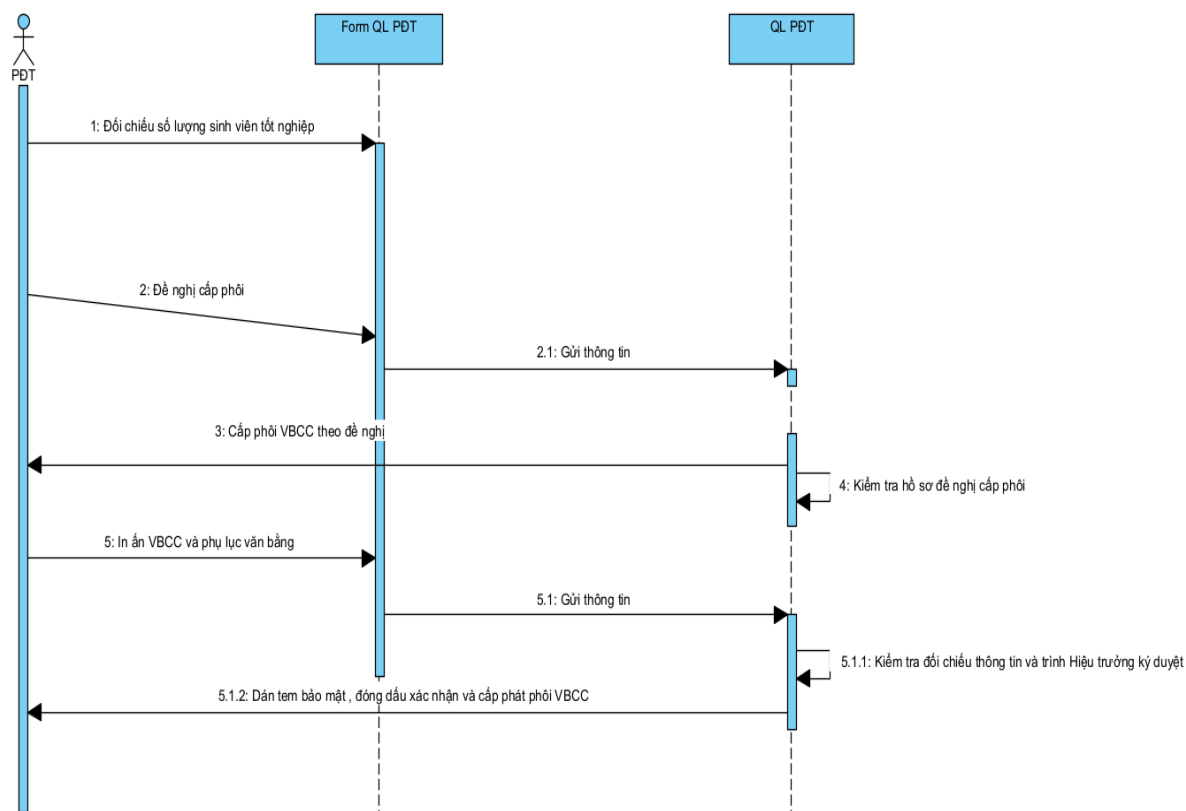 PĐT
Form QL PĐT
QL PĐT
1: Đối chiếu số lượng sinh viên tốt nghiệp
2: Đề nghị cấp phôi
2.1: Gửi thông tin
3: Cấp phôi VBCC theo đề nghị
4: Kiểm tra hồ sơ đề nghị cấp phôi
5: In ấn VBCC và phụ lục văn bằng
5.1: Gửi thông tin
5.1.1: Kiểm tra đối chiếu thông tin và trình Hiệu trưởng ký duyệt
5.1.2: Dán tem bảo mật , đóng dấu xác nhận và cấp phát phôi VBCC